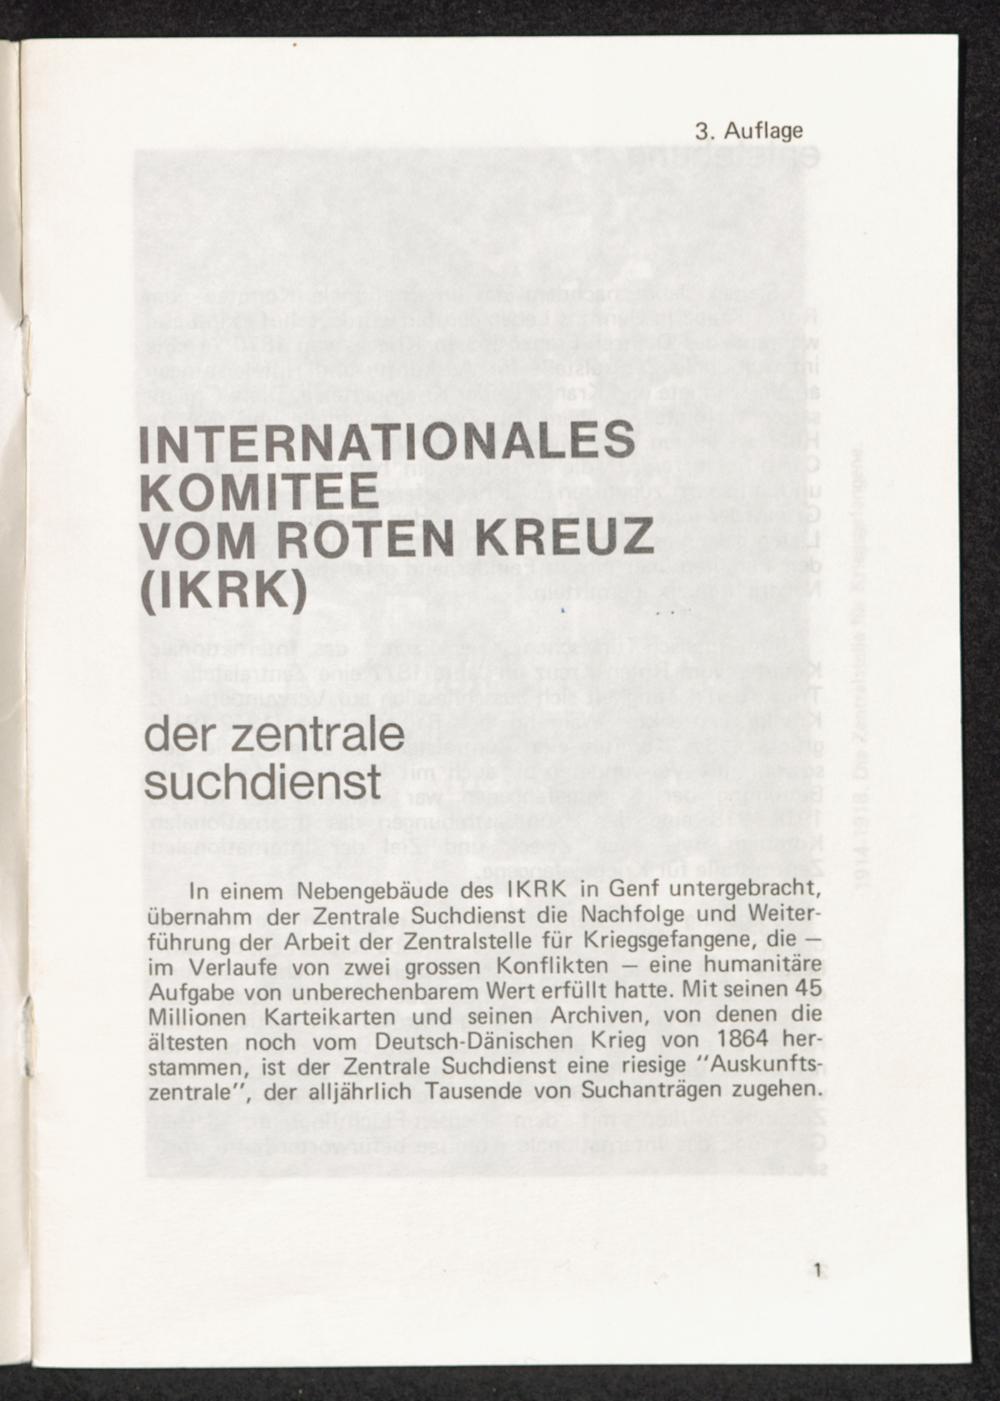 3. Auflage
INTERNATIONALES
KOMITEE
VOM ROTEN KREUZ
(IKRK)
der zentrale
suchdienst
In einem Nebengebäude des IKRK in Genf untergebracht,
übernahm der Zentrale Suchdienst die Nachfolge und Weiter-
führung der Arbeit der Zentralstelle für Kriegsgefangene, die —
im Verlaufe von zwei grossen Konflikten — eine humanitäre
Aufgabe von unberechenbarem Wert erfüllt hatte. Mit seinen 45
Millionen Karteikarten und seinen Archiven, von denen die
ältesten noch vom Deutsch-Dänischen Krieg von 1864 her-
stammen, ist der Zentrale Suchdienst eine riesige "Auskunfts-
zentrale", der alljährlich Tausende von Suchanträgen zugehen.
1